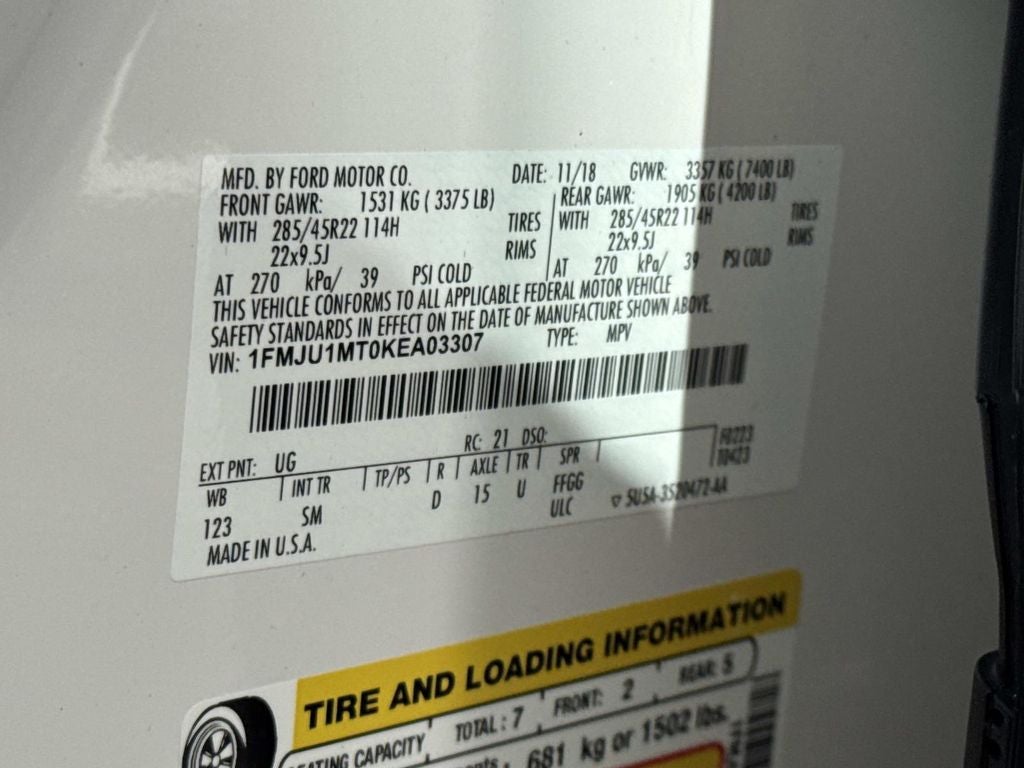 MFD. BY FORD MOTOR CO. DATE: 11/18 GVWR: 3357 KG ( 7400 LB)
FRONT GAWR: 1531 KG ( 3375 LB) REAR GAWR: 1905 KG ( 4200 LB)
WITH 285/45R22 114H TIRES WITH 285/45R22 114H TIRES
22x9.5J RIMS 22x9.5J RIMS
AT 270 kPa/ 39 PSI COLD AT 270 kPa/ 39 PSI COLD
THIS VEHICLE CONFORMS TO ALL APPLICABLE FEDERAL MOTOR VEHICLE
SAFETY STANDARDS IN EFFECT ON THE DATE OF MANUFACTURE SHOWN ABOVE.
VIN: 1FMJU1MT0KEA03307 TYPE: MPV
EXT PNT: UG RC: 21 DSO:
WB INT TR TP/PS R AXLE TR SPR
123 SM D 15 U FFGG
ULC
MADE IN U.S.A.
TIRE AND LOADING INFORMATION
SEATING CAPACITY TOTAL : 7 FRONT: 2 REAR: 5
681 kg or 1502 lbs.